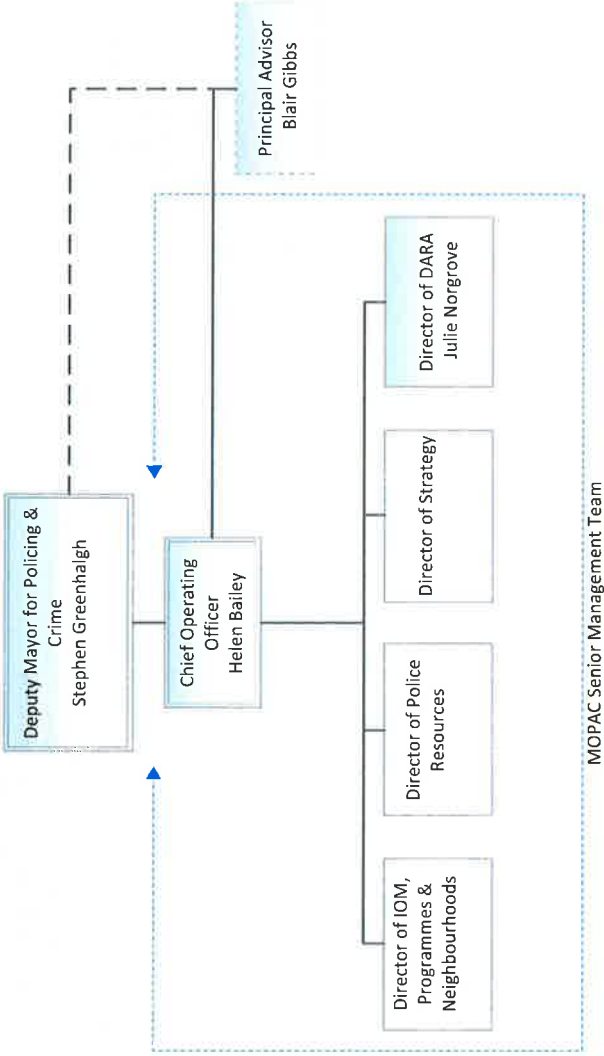 Deputy Mayor for Policing &
Crime
Stephen Greenhalgh
Principal Advisor
Blair Gibbs
Chief Operating
Officer
Helen Bailey
Director of IOM,
Programmes &
Neighbourhoods
Director of Police
Resources
Director of Strategy
Director of DARA
Julie Norgrove
MOPAC Senior Management Team